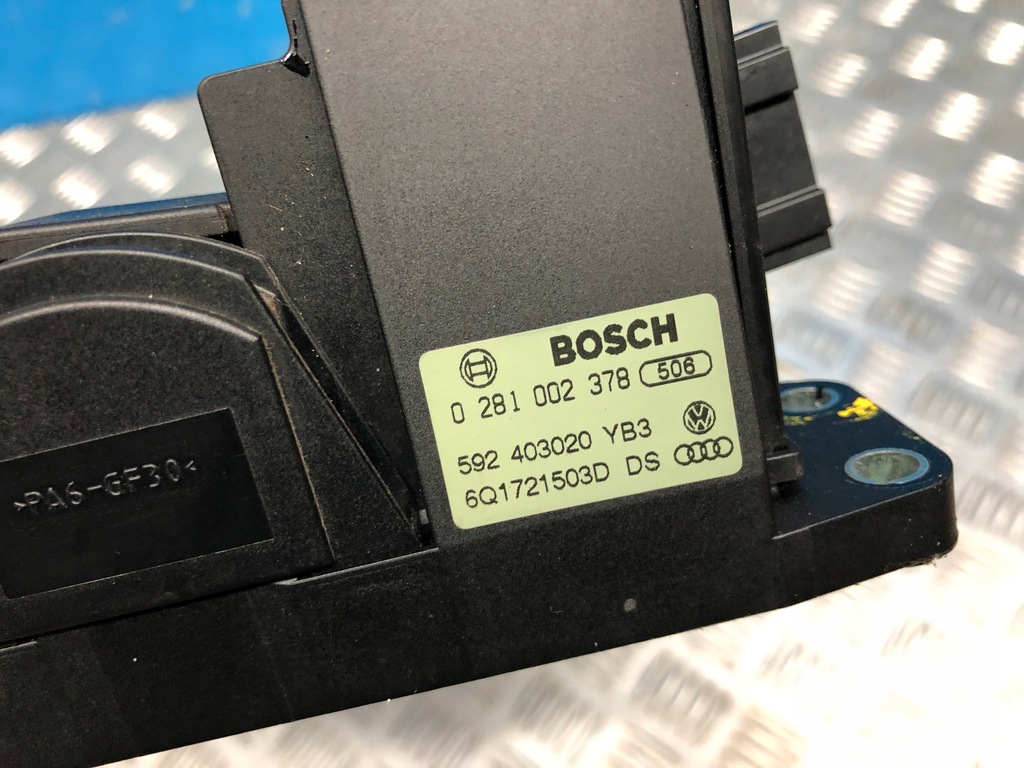 BOSCH
0 281 002 378 506
592 403020 YB3
6Q1721503D DS
>PA6-GF30<